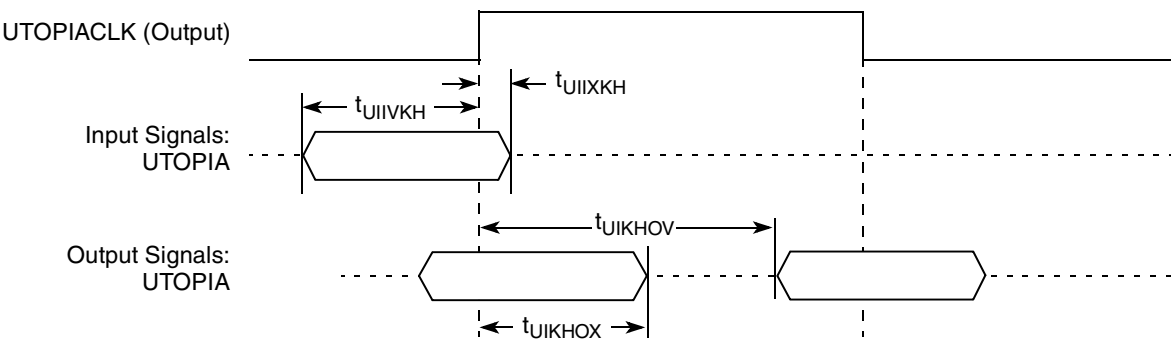 UTOPIACLK (Output)
tUIIXKH
tUIIVKH
Input Signals:
UTOPIA
tUIKHOV
Output Signals:
UTOPIA
tUIKHOX